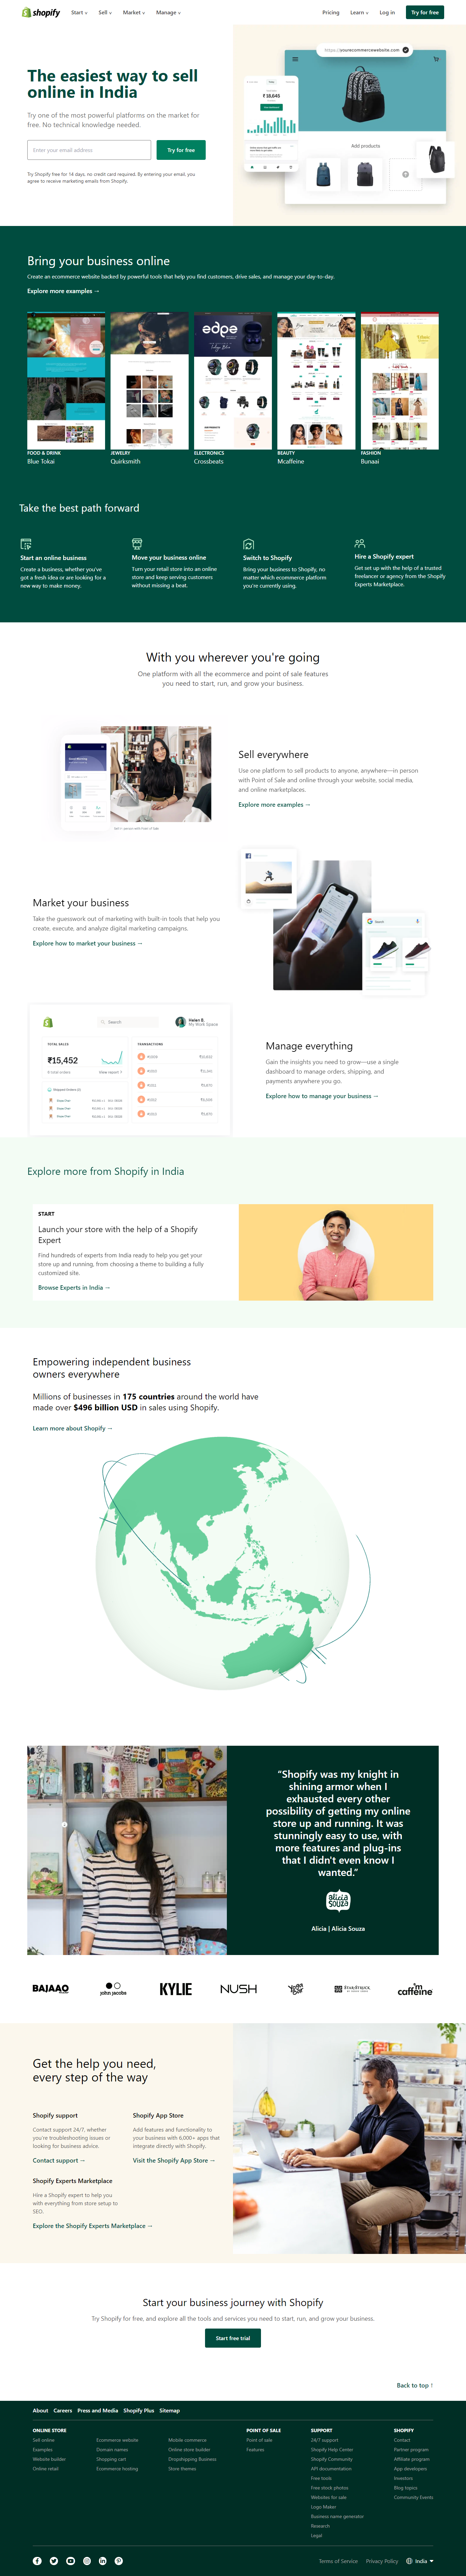 shopify Start Sell Market Manage Pricing Learn Log in Try for free
The easiest way to sell
online in India
Try one of the most powerful platforms on the market for
free. No technical knowledge needed.
Enter your email address Try for free
Try Shopify free for 14 days, no credit card required. By entering your email, you
agree to receive marketing emails from Shopify.
https://yourecommercewebsite.com
₹ 18,645
Add products
Bring your business online
Create an ecommerce website backed by powerful tools that help you find customers, drive sales, and manage your day-to-day.
Explore more examples →
edge
FOOD & DRINK
Blue Tokai
JEWELRY
Quirksmith
ELECTRONICS
Crossbeats
BEAUTY
Mcaffeine
FASHION
Bunaai
Take the best path forward
Start an online business
Create a business, whether you've
got a fresh idea or are looking for a
new way to make money.
Move your business online
Turn your retail store into an online
store and keep serving customers
without missing a beat.
Switch to Shopify
Bring your business to Shopify, no
matter which ecommerce platform
you're currently using.
Hire a Shopify expert
Get set up with the help of a trusted
freelancer or agency from the Shopify
Experts Marketplace.
With you wherever you're going
One platform with all the ecommerce and point of sale features
you need to start, run, and grow your business.
Sell everywhere
Use one platform to sell products to anyone, anywhere—in person
with Point of Sale and online through your website, social media,
and online marketplaces.
Explore more examples →
Market your business
Take the guesswork out of marketing with built-in tools that help you
create, execute, and analyze digital marketing campaigns.
Explore how to market your business →
Search
Search
Helen B.
My Work Space
TOTAL SALES
₹15,452
8 total orders View report
TRANSACTIONS
Manage everything
Gain the insights you need to grow—use a single
dashboard to manage orders, shipping, and
payments anywhere you go.
Explore how to manage your business →
Explore more from Shopify in India
START
Launch your store with the help of a Shopify
Expert
Find hundreds of experts from India ready to help you get your
store up and running, from choosing a theme to building a fully
customized site.
Browse Experts in India →
Empowering independent business
owners everywhere
Millions of businesses in 175 countries around the world have
made over $496 billion USD in sales using Shopify.
Learn more about Shopify →
“Shopify was my knight in
shining armor when I
exhausted every other
possibility of getting my online
store up and running. It was
stunningly easy to use, with
more features and plug-ins
that I didn't even know I
wanted.”
alicia souza
Alicia | Alicia Souza
BAJAAO john jacobs KYLIE NUSH mcaffeine
Get the help you need,
every step of the way
Shopify support
Contact support 24/7, whether
you're troubleshooting issues or
looking for business advice.
Contact support →
Shopify App Store
Add features and functionality to
your business with 6,000+ apps that
integrate directly with Shopify.
Visit the Shopify App Store →
Shopify Experts Marketplace
Hire a Shopify expert to help you
with everything from store setup to
SEO.
Explore the Shopify Experts Marketplace →
Start your business journey with Shopify
Try Shopify for free, and explore all the tools and services you need to start, run, and grow your business.
Start free trial
Back to top ↑
About Careers Press and Media Shopify Plus Sitemap
ONLINE STORE
Sell online
Examples
Website builder
Online retail
Ecommerce website
Domain names
Shopping cart
Ecommerce hosting
Mobile commerce
Online store builder
Dropshipping Business
Store themes
POINT OF SALE
Point of sale
Features
SUPPORT
24/7 support
Shopify Help Center
Shopify Community
API documentation
Free tools
Free stock photos
Websites for sale
Logo Maker
Business name generator
Research
Legal
SHOPIFY
Contact
Partner program
Affiliate program
App developers
Investors
Blog topics
Community Events
Terms of Service Privacy Policy India